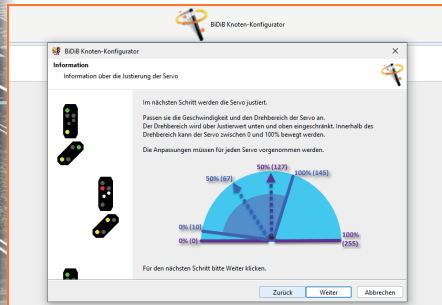 BiDiB Knoten-Konfigurator
BiDiB Knoten-Konfigurator
Information
Information über die Justierung der Servo
Im nächsten Schritt werden die Servo justiert.
Passen sie die Geschwindigkeit und den Drehbereich der Servo an.
Der Drehbereich wird über Justierwert unten und oben eingeschränkt. Innerhalb des
Drehbereich kann der Servo zwischen 0 und 100% bewegt werden.
Die Anpassungen müssen für jeden Servo vorgenommen werden.
50% (127)
50% (67)
100% (145)
0% (10)
0% (0)
100%
(255)
Für den nächsten Schritt bitte Weiter klicken.
Zurück
Weiter
Abbrechen